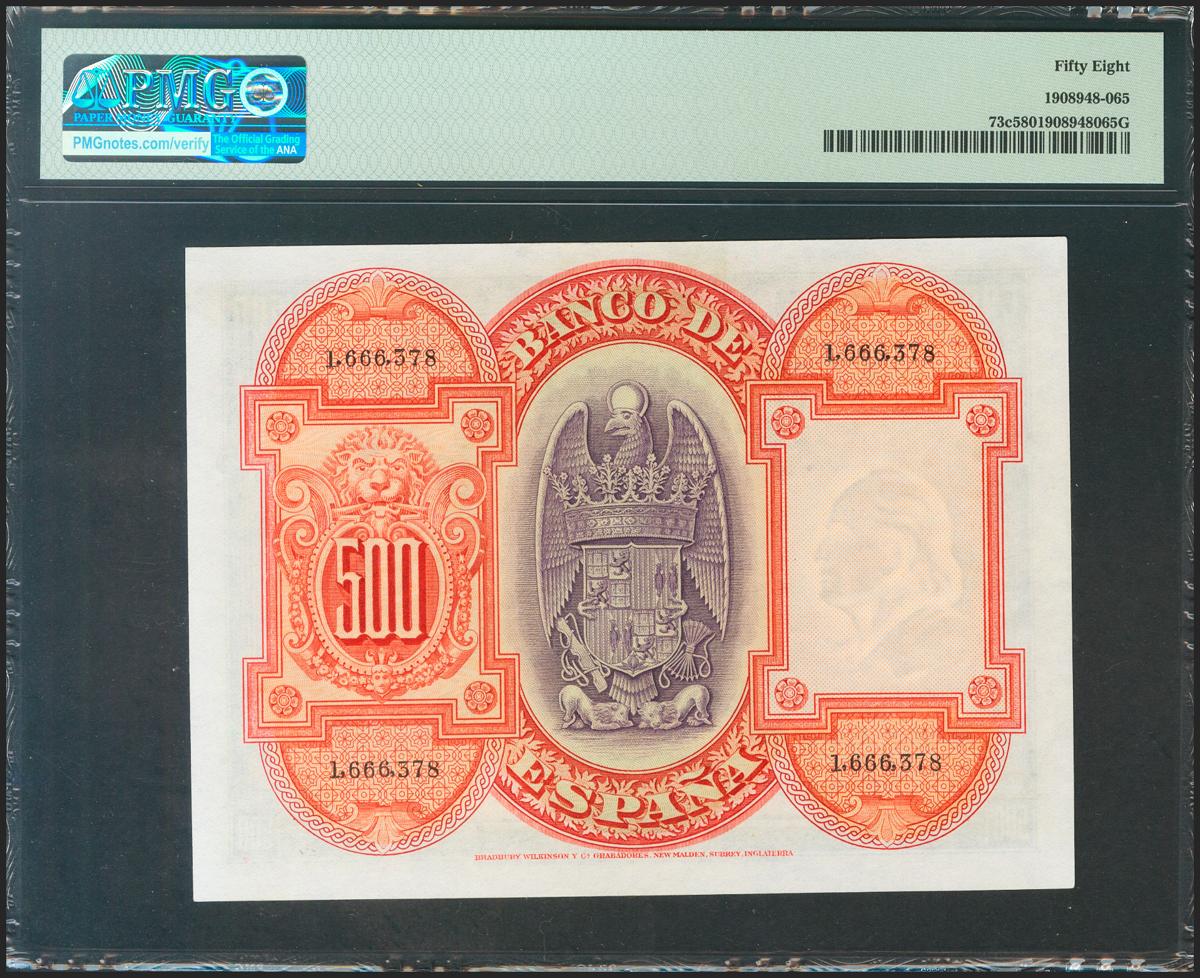 PMG
PAPER MONEY GUARANTY
PMGnotes.com/verify
The Official Grading
Service of the ANA
Fifty Eight
1908948-065
73c5801908948065G
BANCO DE
1,666,378
1,666,378
500
1,666,378
1,666,378
ESPAÑA
BRADBURY WILKINSON Y Cª GRABADORES, NEW MALDEN, SURREY, INGLATERRA